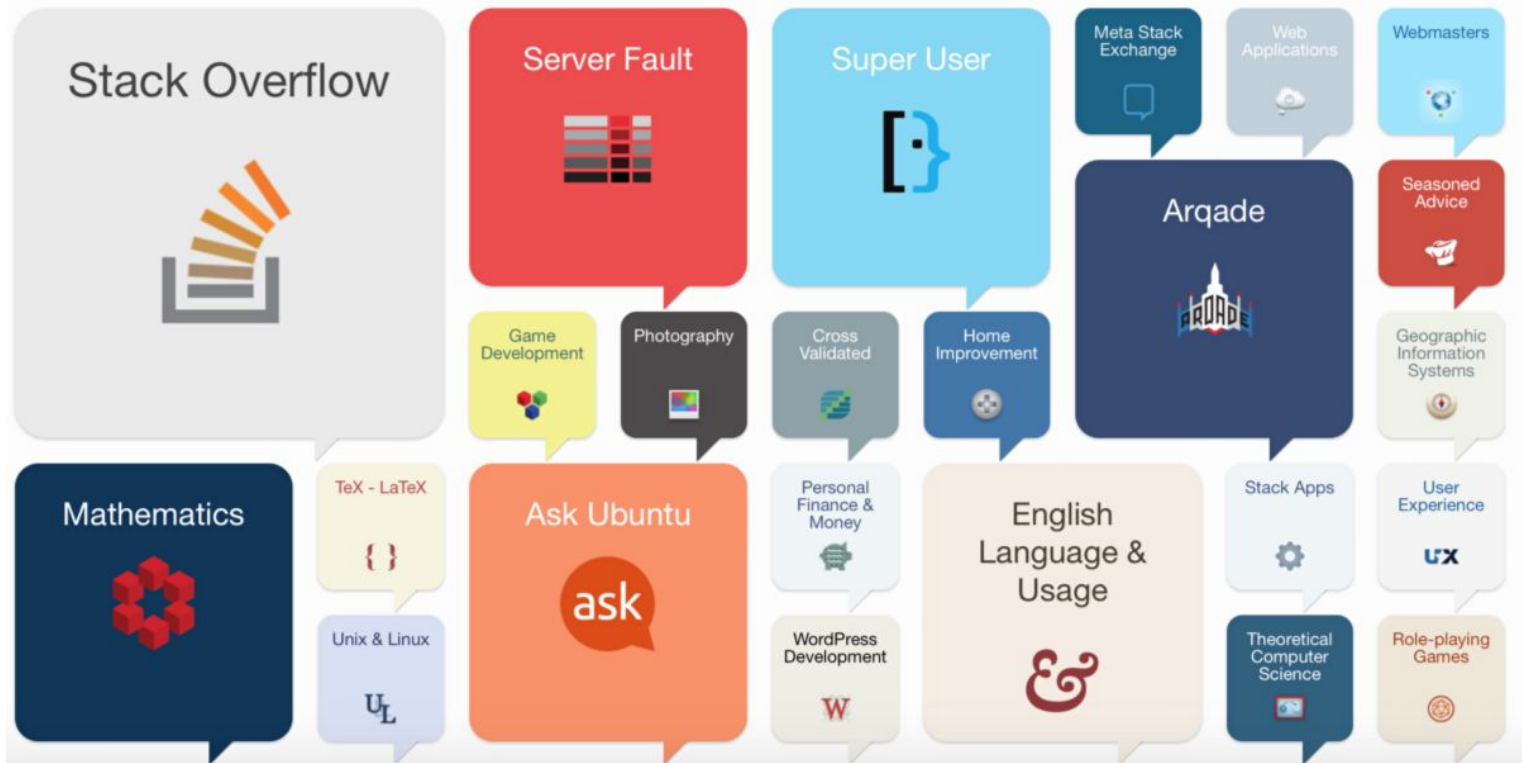 Stack Overflow
Server Fault
Super User
Meta Stack
Exchange
Web
Applications
Webmasters
Arqade
ARQADE
Seasoned
Advice
Game
Development
Photography
Cross
Validated
Home
Improvement
Geographic
Information
Systems
Mathematics
TeX - LaTeX
{ }
Ask Ubuntu
ask
Personal
Finance &
Money
English
Language &
Usage
&
Stack Apps
User
Experience
UX
Unix & Linux
UL
WordPress
Development
W
Theoretical
Computer
Science
Role-playing
Games